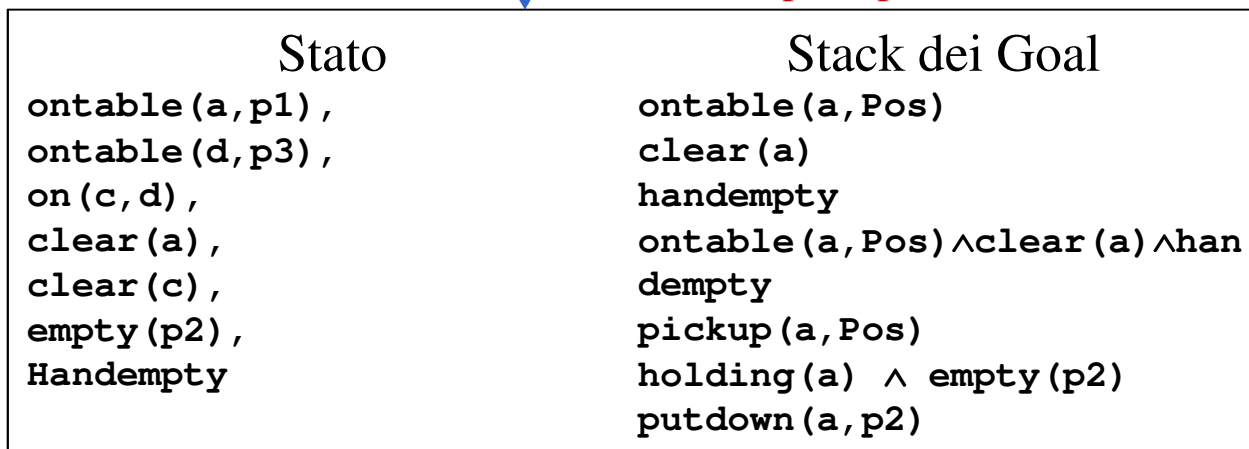 Stato
ontable(a,p1),
ontable(d,p3),
on(c,d),
clear(a),
clear(c),
empty(p2),
Handempty
Stack dei Goal
ontable(a,Pos)
clear(a)
handempty
ontable(a,Pos)∧clear(a)∧han
dempty
pickup(a,Pos)
holding(a) ∧ empty(p2)
putdown(a,p2)